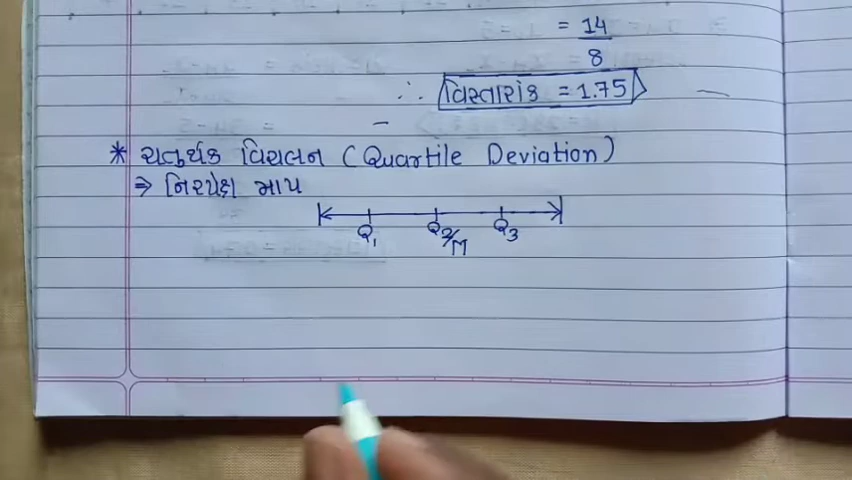 = 14
8
∴ વિસ્તારાંક = 1.75
* ચતુર્થક વિચલન (Quartile Deviation)
⇒ નિરપેક્ષ માપ
Q₁ Q₂/M Q₃